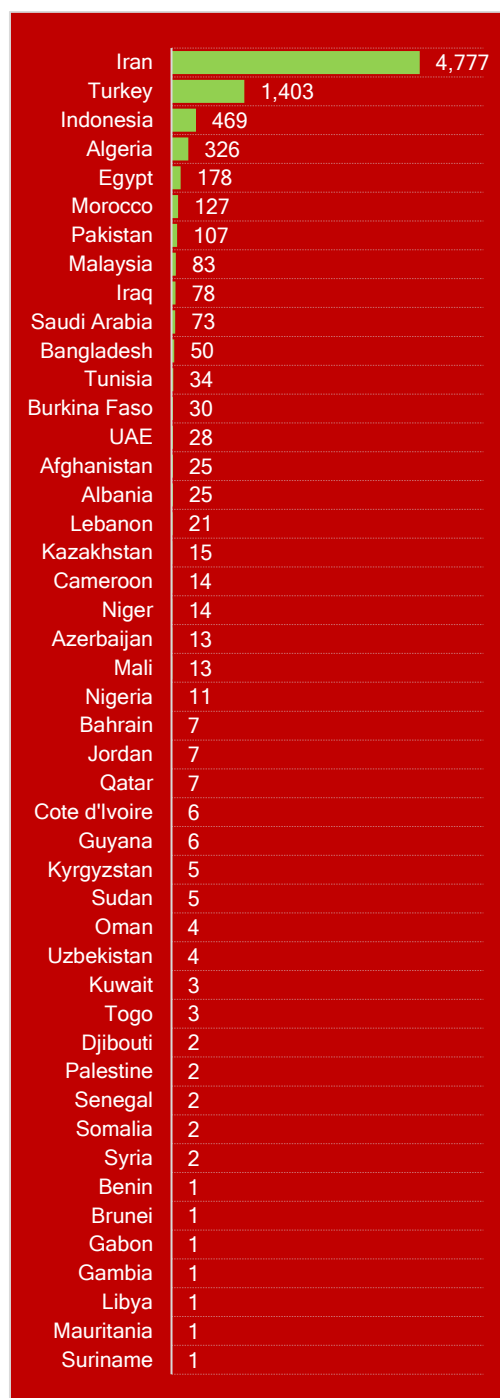 Iran 4,777
Turkey 1,403
Indonesia 469
Algeria 326
Egypt 178
Morocco 127
Pakistan 107
Malaysia 83
Iraq 78
Saudi Arabia 73
Bangladesh 50
Tunisia 34
Burkina Faso 30
UAE 28
Afghanistan 25
Albania 25
Lebanon 21
Kazakhstan 15
Cameroon 14
Niger 14
Azerbaijan 13
Mali 13
Nigeria 11
Bahrain 7
Jordan 7
Qatar 7
Cote d'Ivoire 6
Guyana 6
Kyrgyzstan 5
Sudan 5
Oman 4
Uzbekistan 4
Kuwait 3
Togo 3
Djibouti 2
Palestine 2
Senegal 2
Somalia 2
Syria 2
Benin 1
Brunei 1
Gabon 1
Gambia 1
Libya 1
Mauritania 1
Suriname 1